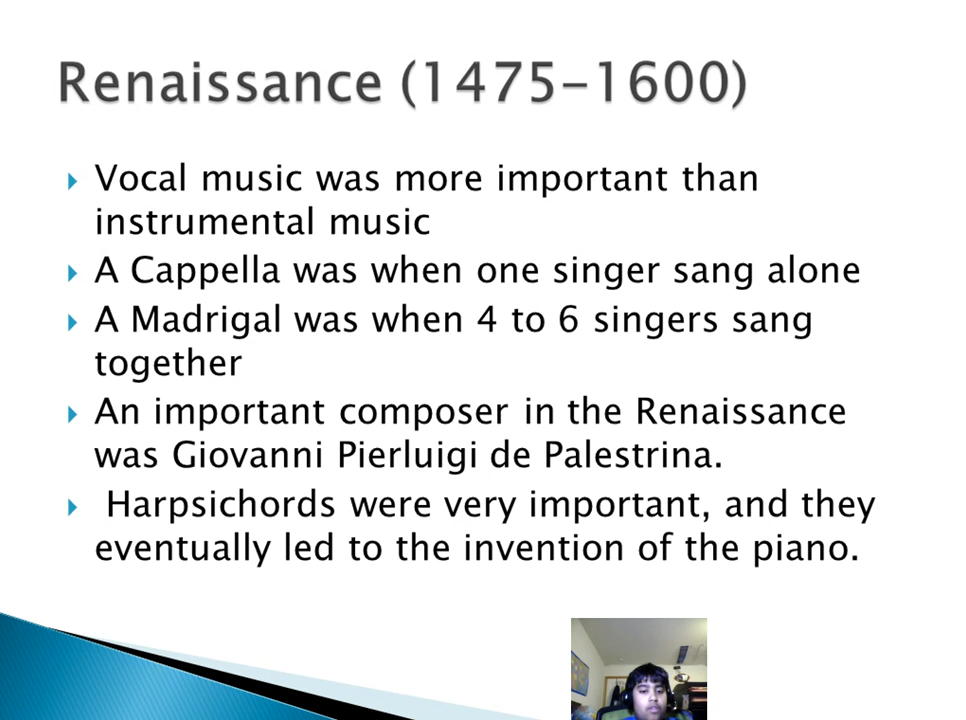 Renaissance (1475-1600)
Vocal music was more important than
instrumental music
A Cappella was when one singer sang alone
A Madrigal was when 4 to 6 singers sang
together
An important composer in the Renaissance
was Giovanni Pierluigi de Palestrina.
Harpsichords were very important, and they
eventually led to the invention of the piano.